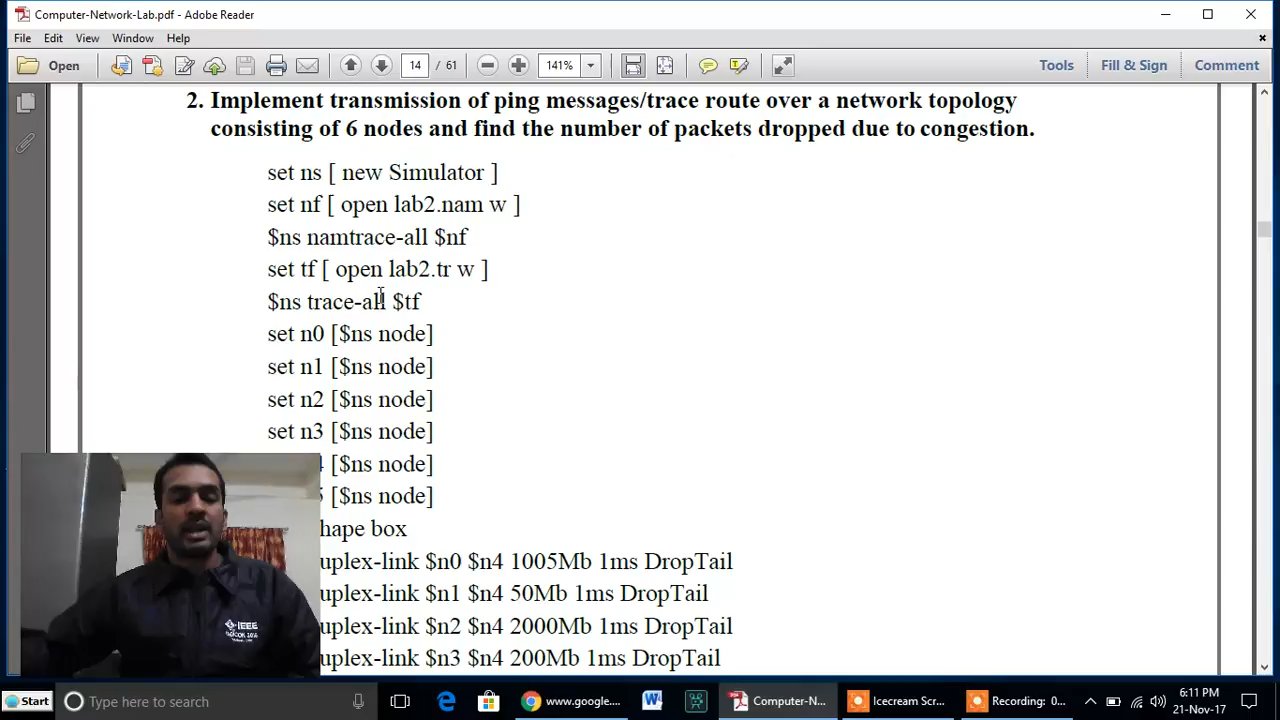 Computer-Network-Lab.pdf - Adobe Reader
File Edit View Window Help
Open 14 / 61 141% Tools Fill & Sign Comment
2. Implement transmission of ping messages/trace route over a network topology
consisting of 6 nodes and find the number of packets dropped due to congestion.
set ns [ new Simulator ]
set nf [ open lab2.nam w ]
$ns namtrace-all $nf
set tf [ open lab2.tr w ]
$ns trace-all $tf
set n0 [$ns node]
set n1 [$ns node]
set n2 [$ns node]
set n3 [$ns node]
[$ns node]
[$ns node]
hape box
uplex-link $n0 $n4 1005Mb 1ms DropTail
uplex-link $n1 $n4 50Mb 1ms DropTail
uplex-link $n2 $n4 2000Mb 1ms DropTail
uplex-link $n3 $n4 200Mb 1ms DropTail
IEEE
Start Type here to search www.google.... Computer-N... Icecream Scr... Recording: 0...
6:11 PM
21-Nov-17